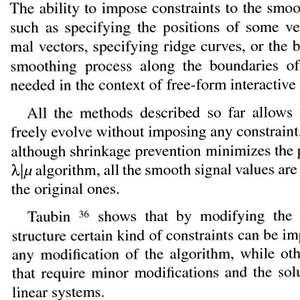 The ability to impose constraints to the smoo
such as specifying the positions of some ve
mal vectors, specifying ridge curves, or the b
smoothing process along the boundaries of
needed in the context of free-form interactive
All the methods described so far allows
freely evolve without imposing any constraint.
although shrinkage prevention minimizes the p
λ|μ algorithm, all the smooth signal values are
the original ones.
Taubin 36 shows that by modifying the
structure certain kind of constraints can be im
any modification of the algorithm, while oth
that require minor modifications and the solu
linear systems.